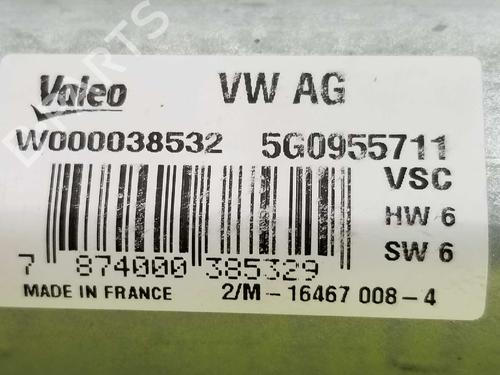 Valeo VW AG
W000038532 5G0955711
VSC
HW 6
SW 6
7 874000 385329
MADE IN FRANCE 2/M-16467 008-4